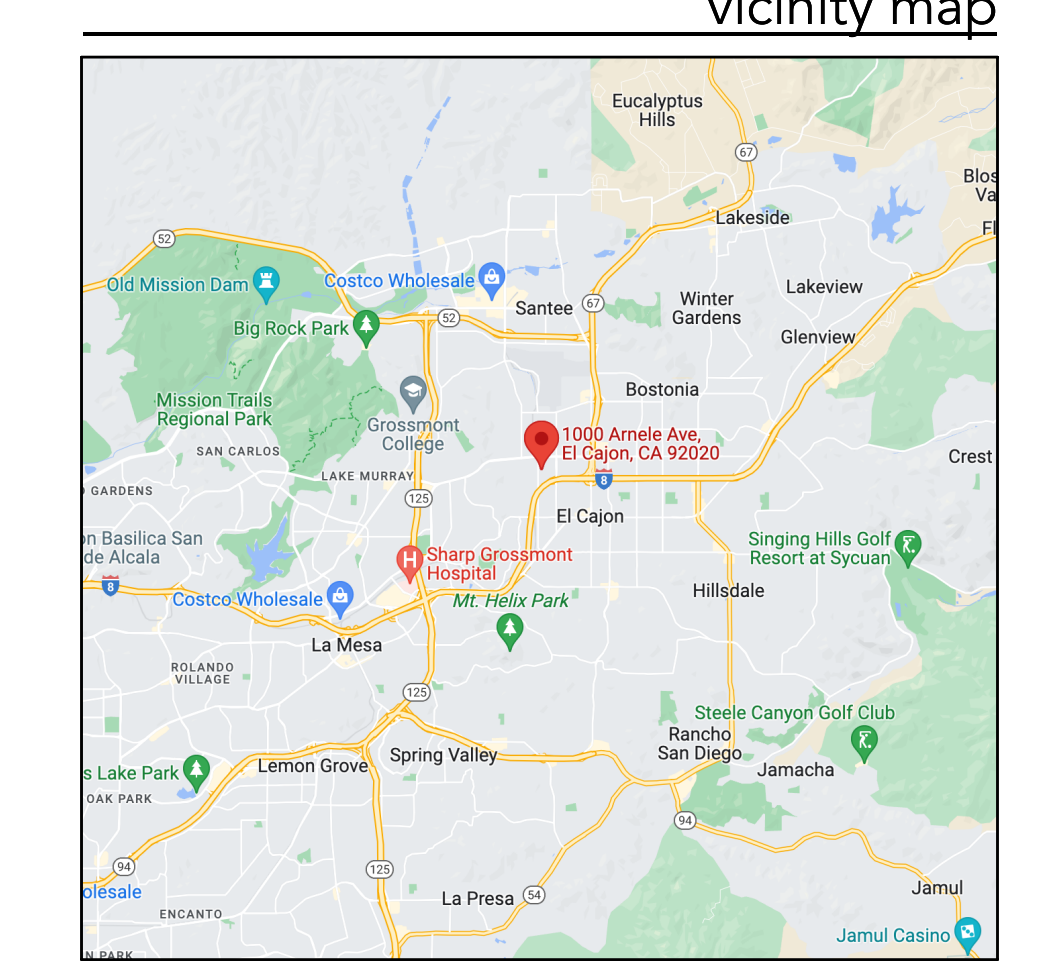 vicinity map
Eucalyptus
Hills
67
Blos
Va
Lakeside
Fl
52
Old Mission Dam
Costco Wholesale
Lakeview
Santee
67
Winter
Gardens
52
Big Rock Park
Glenview
Bostonia
Mission Trails
Regional Park
Grossmont
College
1000 Arnele Ave,
El Cajon, CA 92020
SAN CARLOS
Crest
LAKE MURRAY
8
GARDENS
125
El Cajon
on Basilica San
de Alcala
Singing Hills Golf
Resort at Sycuan
H
Sharp Grossmont
Hospital
8
Hillsdale
Costco Wholesale
Mt. Helix Park
La Mesa
ROLANDO
VILLAGE
125
Steele Canyon Golf Club
Rancho
San Diego
Spring Valley
Lemon Grove
Jamacha
s Lake Park
OAK PARK
94
94
125
Jamul
olesale
La Presa
54
ENCANTO
Jamul Casino
N PARK